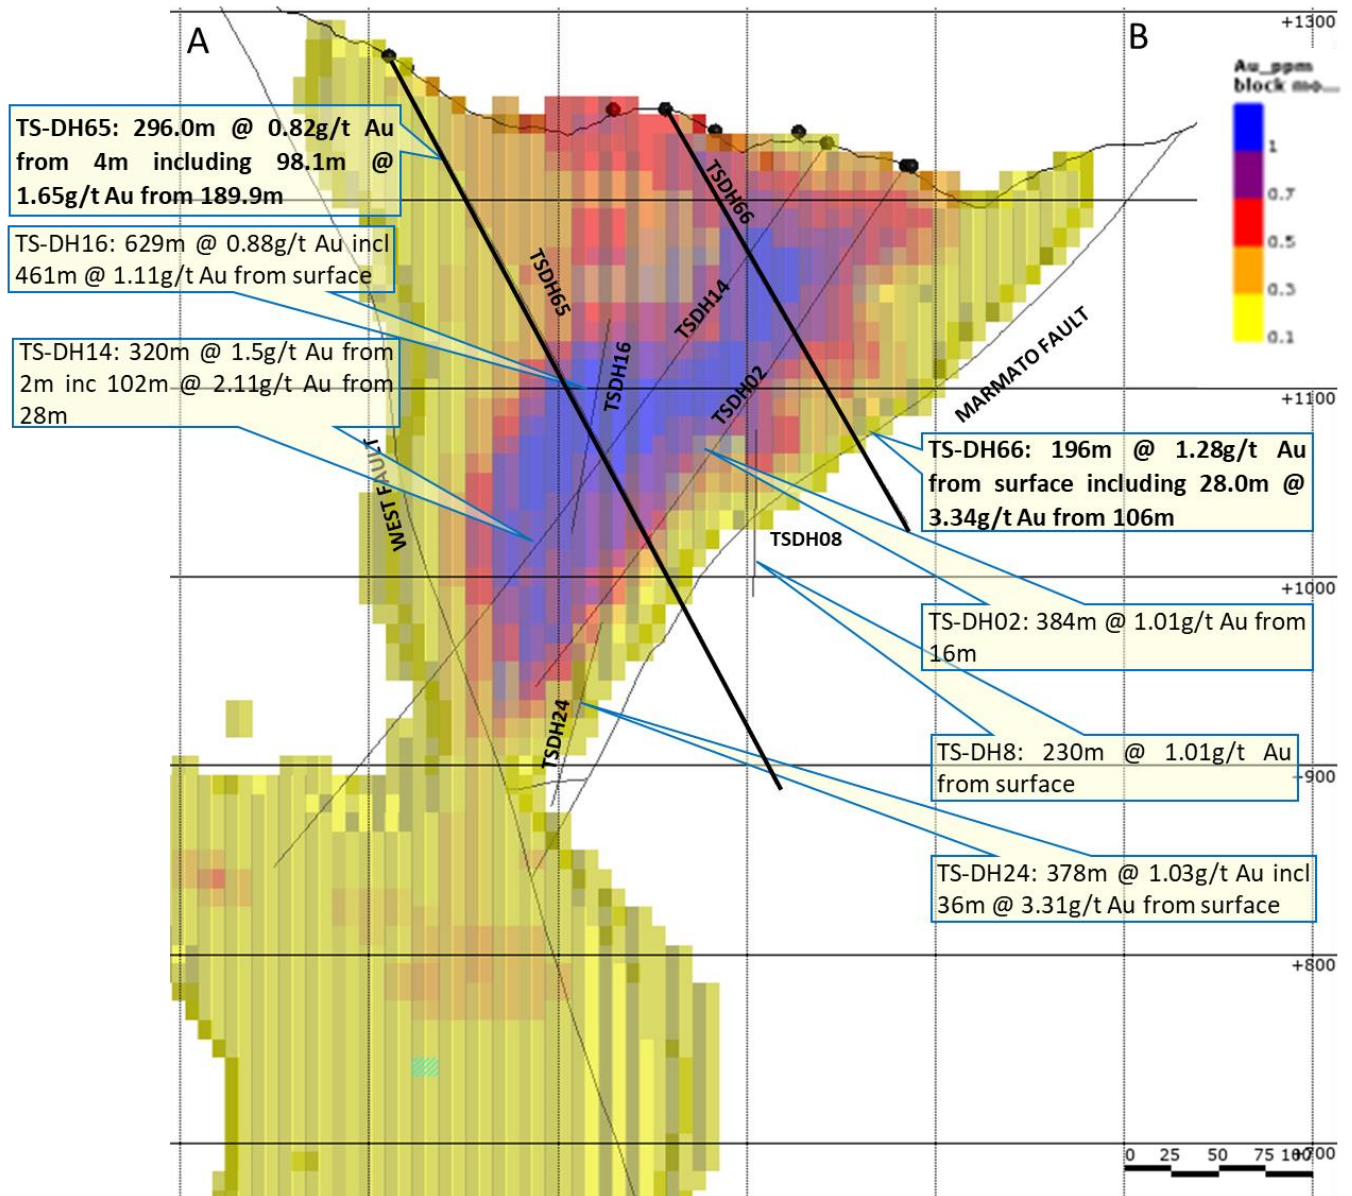 A
B
+1300
Au_ppm
block mo...
1
0.7
0.5
0.3
0.1
TS-DH65: 296.0m @ 0.82g/t Au
from 4m including 98.1m @
1.65g/t Au from 189.9m
TS-DH16: 629m @ 0.88g/t Au incl
461m @ 1.11g/t Au from surface
TS-DH14: 320m @ 1.5g/t Au from
2m inc 102m @ 2.11g/t Au from
28m
TSDH66
TSDH65
TSDH14
TSDH16
TSDH02
MARMATO FAULT
+1100
WEST FAULT
TS-DH66: 196m @ 1.28g/t Au
from surface including 28.0m @
3.34g/t Au from 106m
TSDH08
+1000
TS-DH02: 384m @ 1.01g/t Au from
16m
TSDH24
TS-DH8: 230m @ 1.01g/t Au
from surface
+900
TS-DH24: 378m @ 1.03g/t Au incl
36m @ 3.31g/t Au from surface
+800
0 25 50 75 100
+700